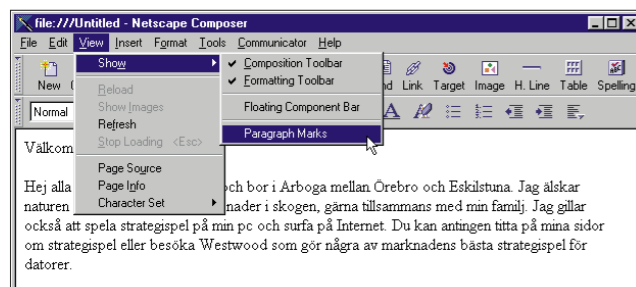 file:///Untitled - Netscape Composer
File Edit View Insert Format Tools Communicator Help
New Link Target Image H. Line Table Spelling
Normal
Show
Reload
Show Images
Refresh
Stop Loading <Esc>
Page Source
Page Info
Character Set
Composition Toolbar
Formatting Toolbar
Floating Component Bar
Paragraph Marks
Hej alla och bor i Arboga mellan Örebro och Eskilstuna. Jag älskar
naturen i skogen, gärna tillsammans med min familj. Jag gillar
också att spela strategispel på min pc och surfa på Internet. Du kan antingen titta på mina sidor
om strategispel eller besöka Westwood som gör några av marknadens bästa strategispel för
datorer.